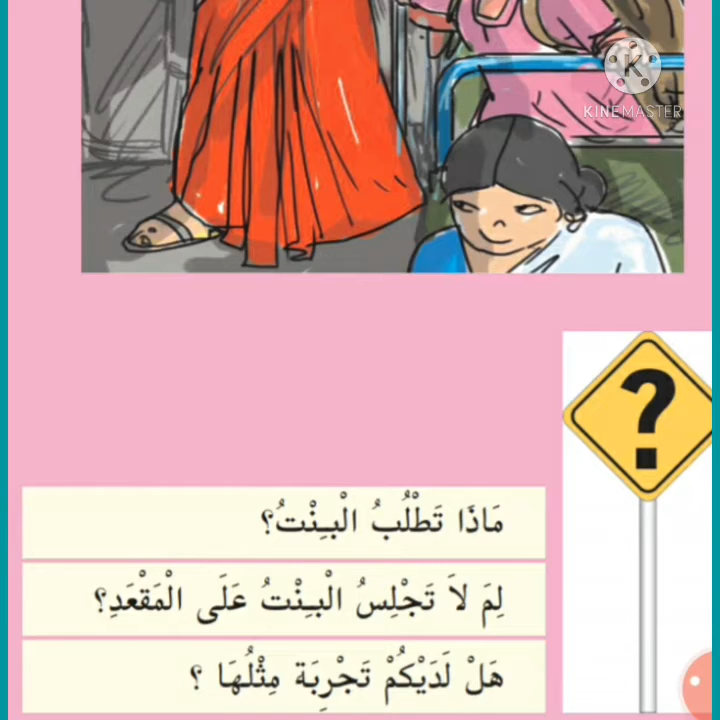 K
KINEMASTER
?
مَاذَا تَطْلُبُ الْبِنْتُ؟
لِمَ لاَ تَجْلِسُ الْبِنْتُ عَلَى الْمَقْعَدِ؟
هَلْ لَدَيْكُمْ تَجْرِبَة مِثْلُهَا ؟